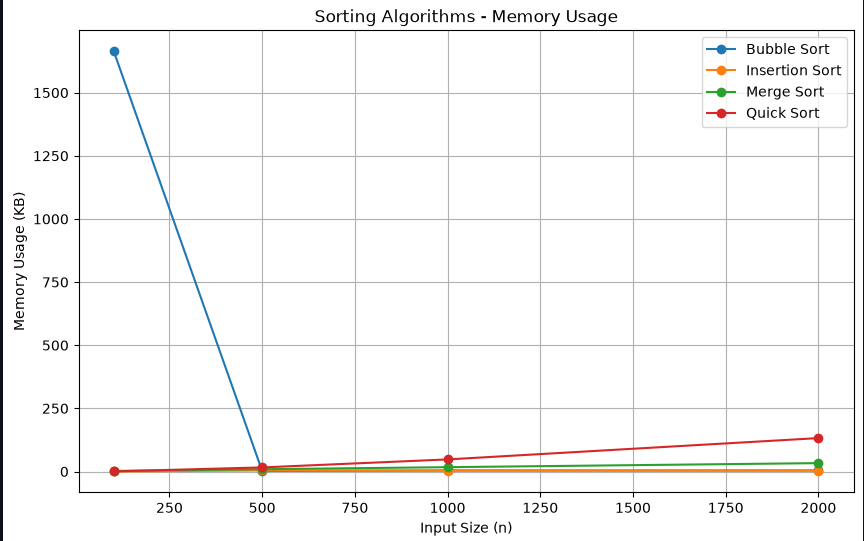 Sorting Algorithms - Memory Usage
Bubble Sort
Insertion Sort
Merge Sort
Quick Sort
Memory Usage (KB)
1500
1250
1000
750
500
250
0
250 500 750 1000 1250 1500 1750 2000
Input Size (n)